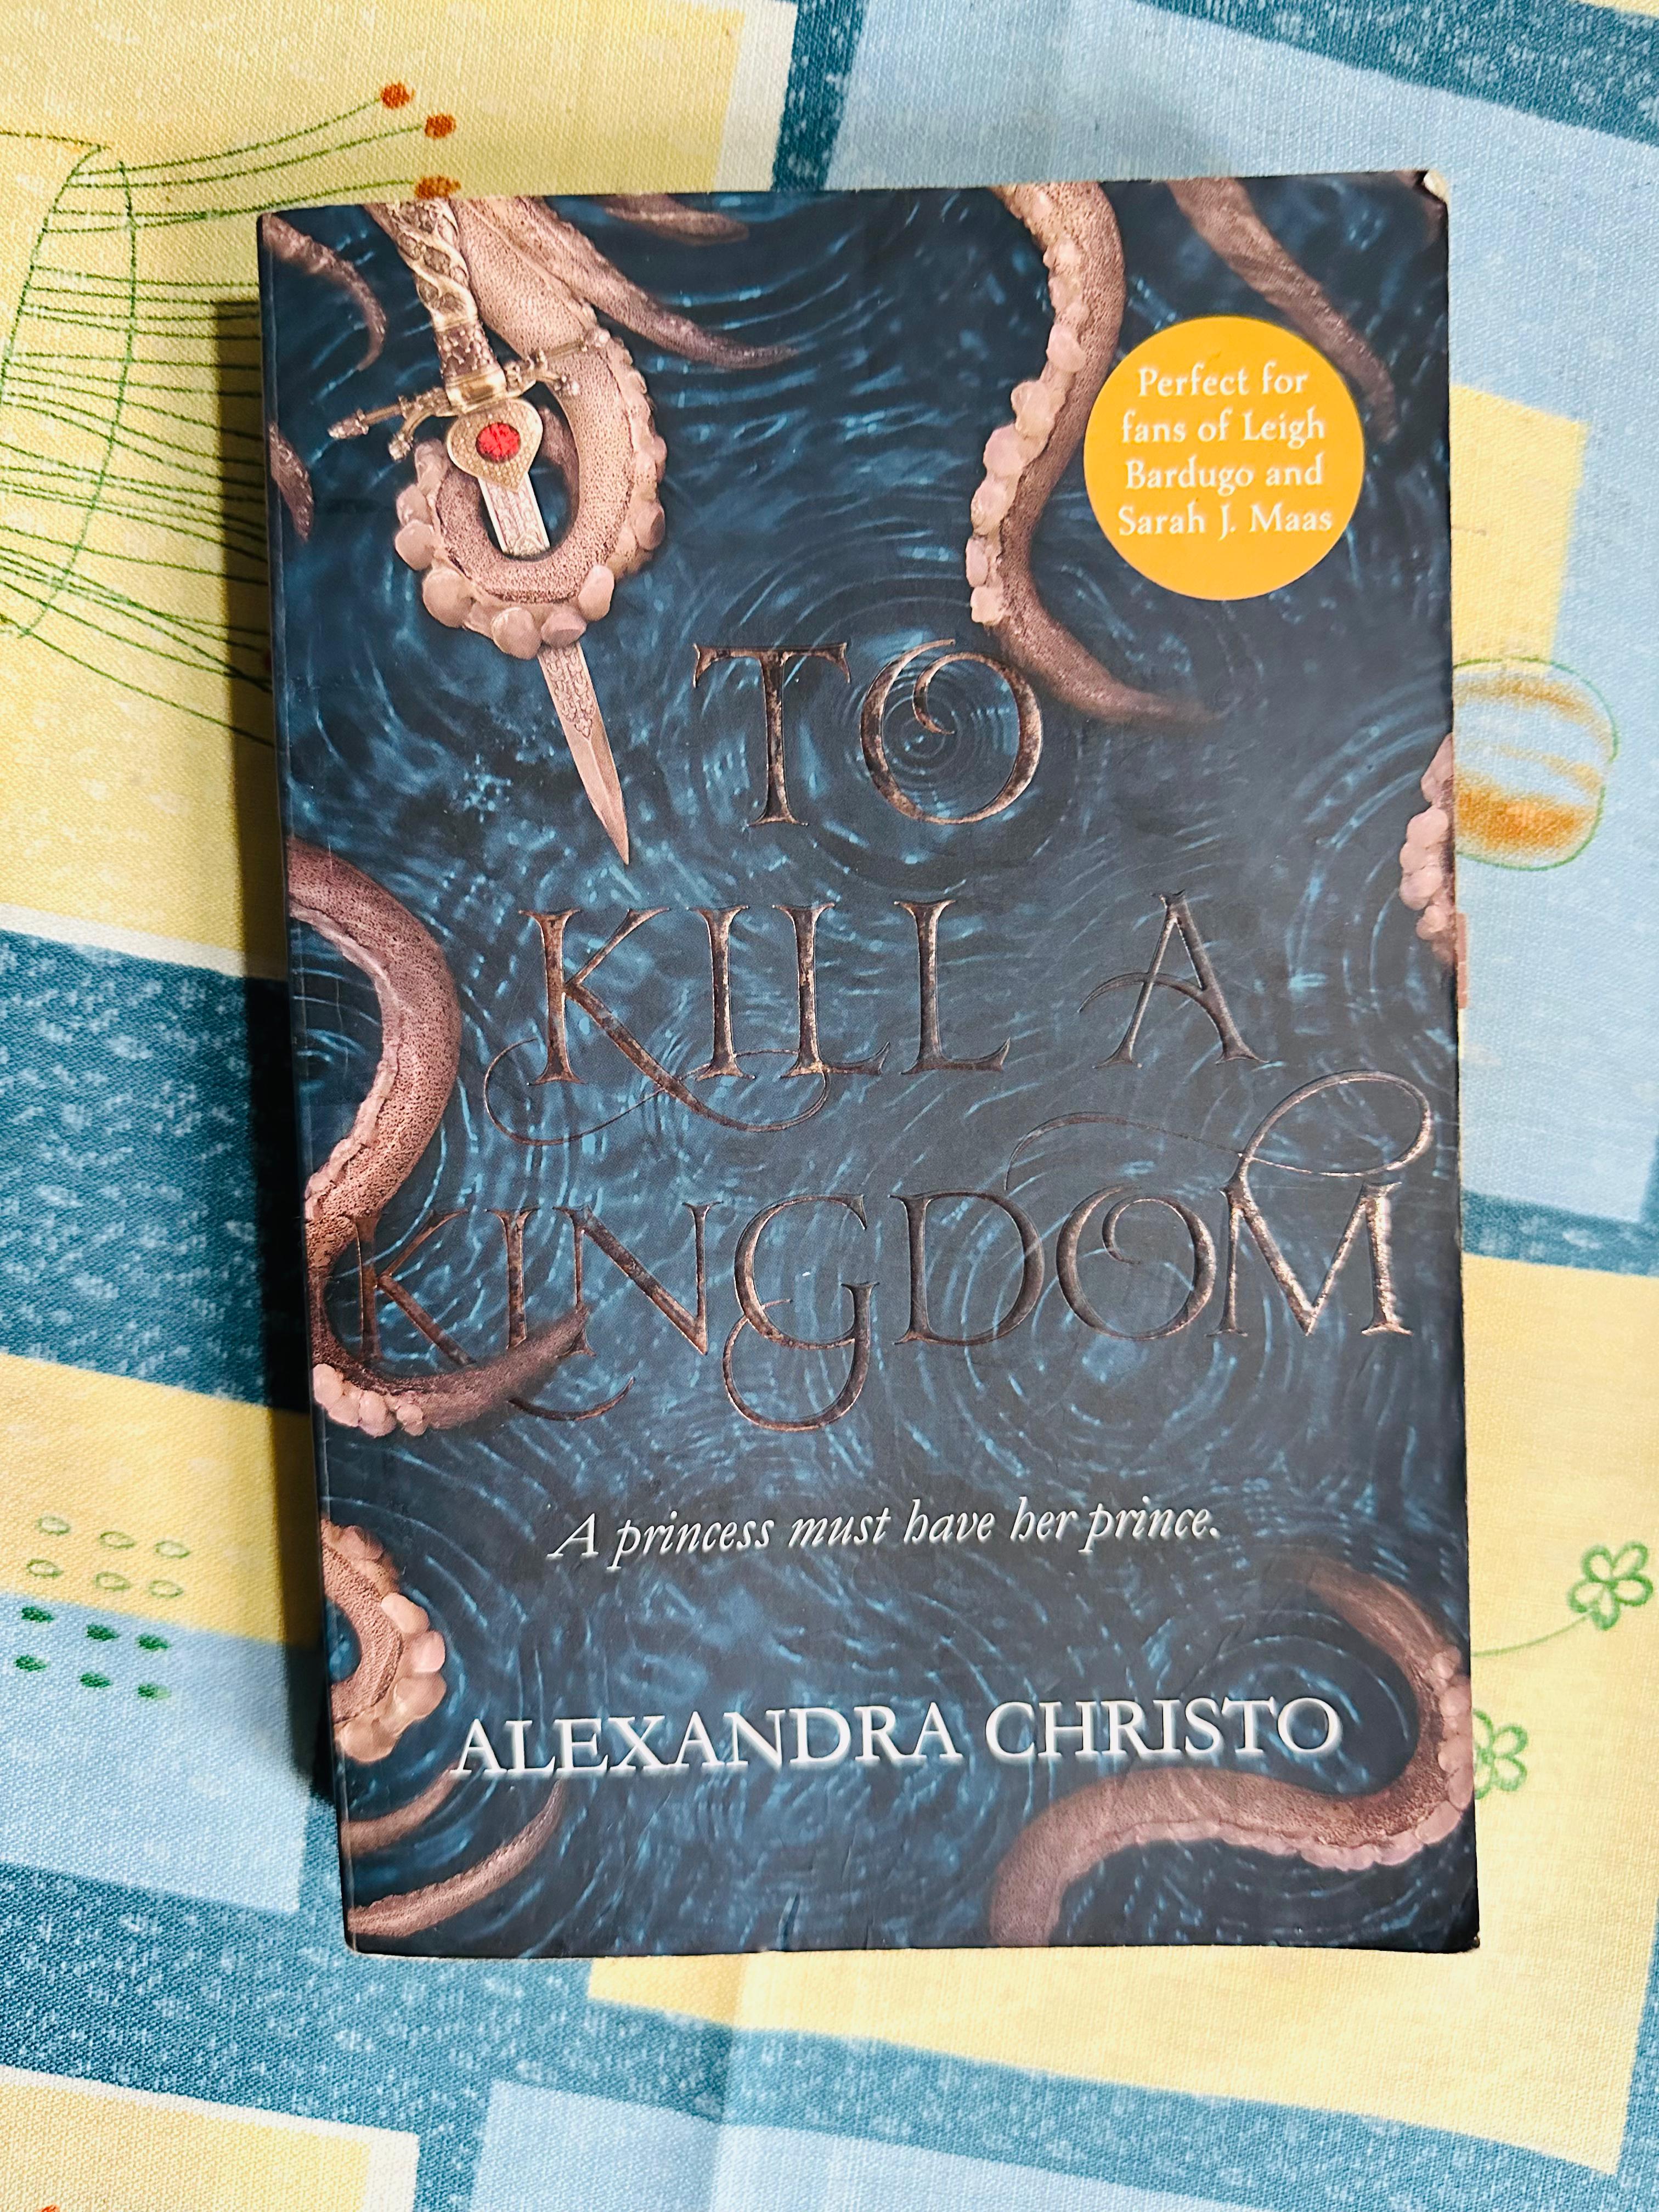 Perfect for
fans of Leigh
Bardugo and
Sarah J. Maas
TO
KILL A
KINGDOM
A princess must have her prince.
ALEXANDRA CHRISTO